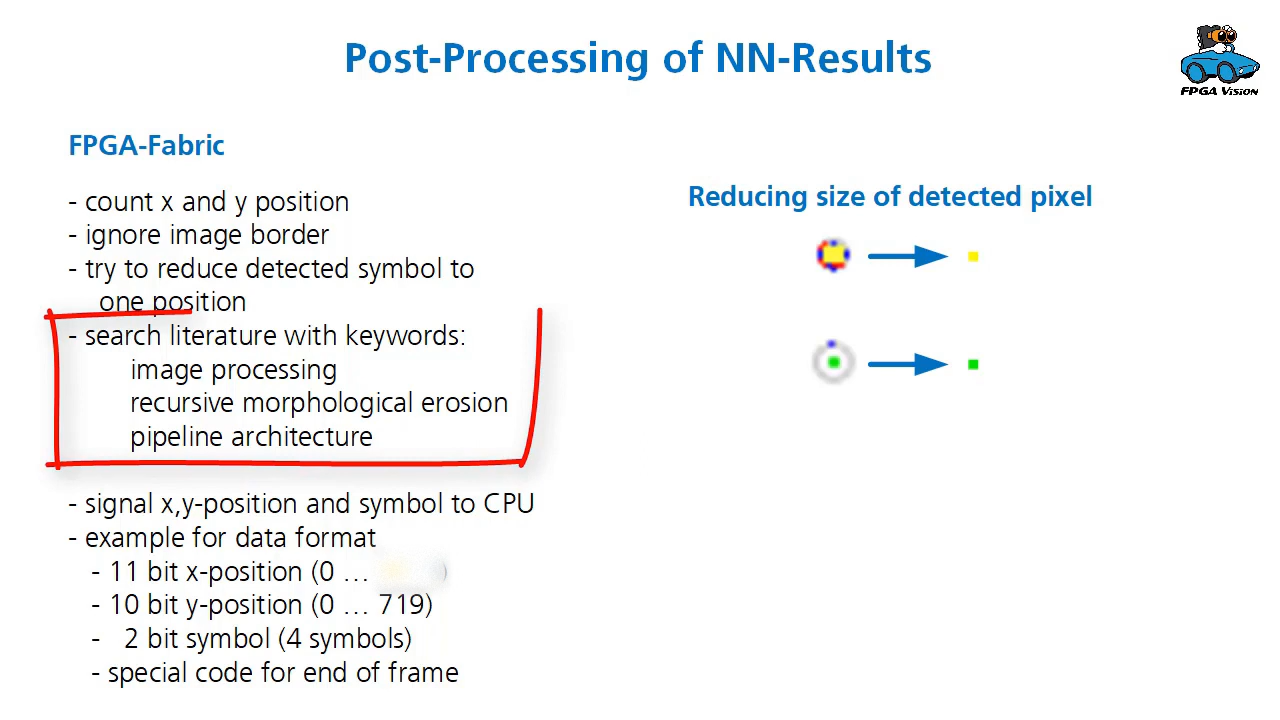 Post-Processing of NN-Results
FPGA Vision
FPGA-Fabric
- count x and y position
- ignore image border
- try to reduce detected symbol to
one position
- search literature with keywords:
image processing
recursive morphological erosion
pipeline architecture
- signal x,y-position and symbol to CPU
- example for data format
- 11 bit x-position (0 … )
- 10 bit y-position (0 … 719)
- 2 bit symbol (4 symbols)
- special code for end of frame
Reducing size of detected pixel